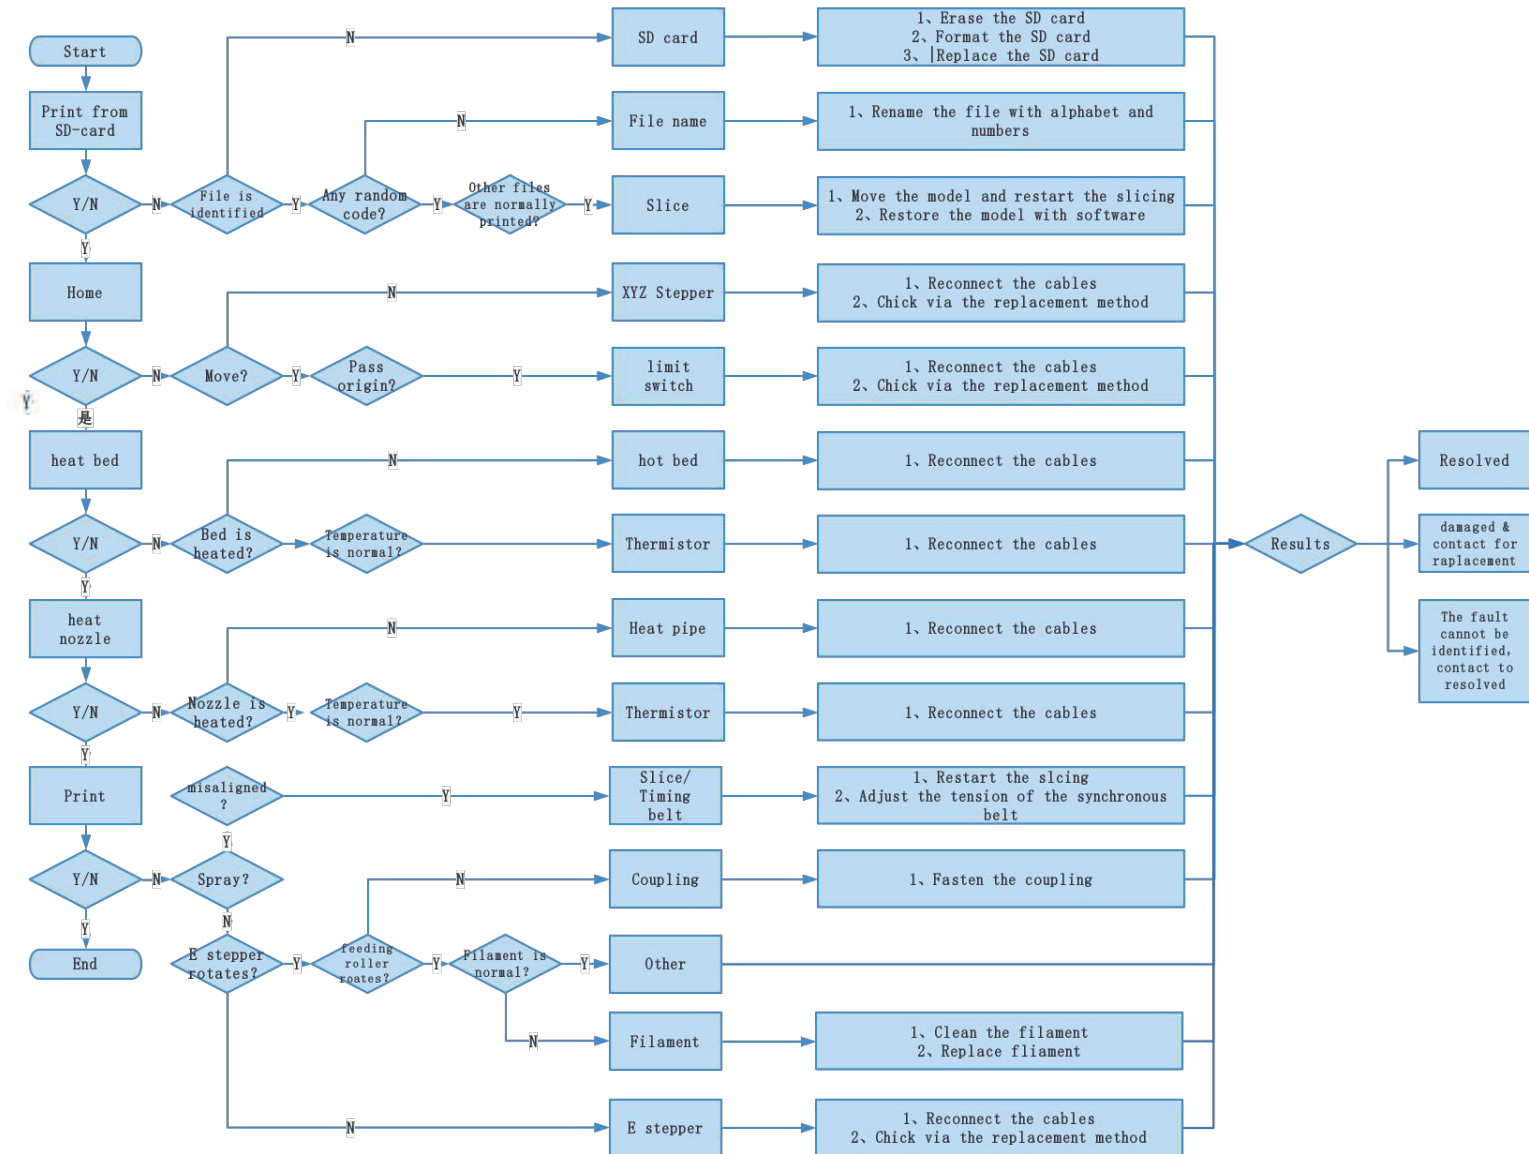 Start
Print from
SD-card
Y/N
N
File is
identified
N
SD card
1、Erase the SD card
2、Format the SD card
3、|Replace the SD card
Y
Any random
code?
N
File name
1、Rename the file with alphabet and
numbers
Y
Other files
are normally
printed?
Y
Slice
1、Move the model and restart the slicing
2、Restore the model with software
Y
Home
Y/N
N
Move?
N
XYZ Stepper
1、Reconnect the cables
2、Chick via the replacement method
Y
Pass
origin?
Y
limit
switch
1、Reconnect the cables
2、Chick via the replacement method
Y
是
heat bed
Y/N
N
Bed is
heated?
N
hot bed
1、Reconnect the cables
Temperature
is normal?
Thermistor
1、Reconnect the cables
Y
heat
nozzle
Y/N
N
Nozzle is
heated?
N
Heat pipe
1、Reconnect the cables
Y
Temperature
is normal?
Y
Thermistor
1、Reconnect the cables
Y
Print
Y/N
N
Spray?
Y
misaligned
?
Y
Slice/
Timing
belt
1、Restart the slcing
2、Adjust the tension of the synchronous
belt
N
E stepper
rotates?
Y
feeding
roller
roates?
N
Coupling
1、Fasten the coupling
Y
Filament is
normal?
Y
Other
N
Filament
1、Clean the filament
2、Replace fliament
N
E stepper
1、Reconnect the cables
2、Chick via the replacement method
Y
End
Results
Resolved
damaged &
contact for
raplacement
The fault
cannot be
identified,
contact to
resolved